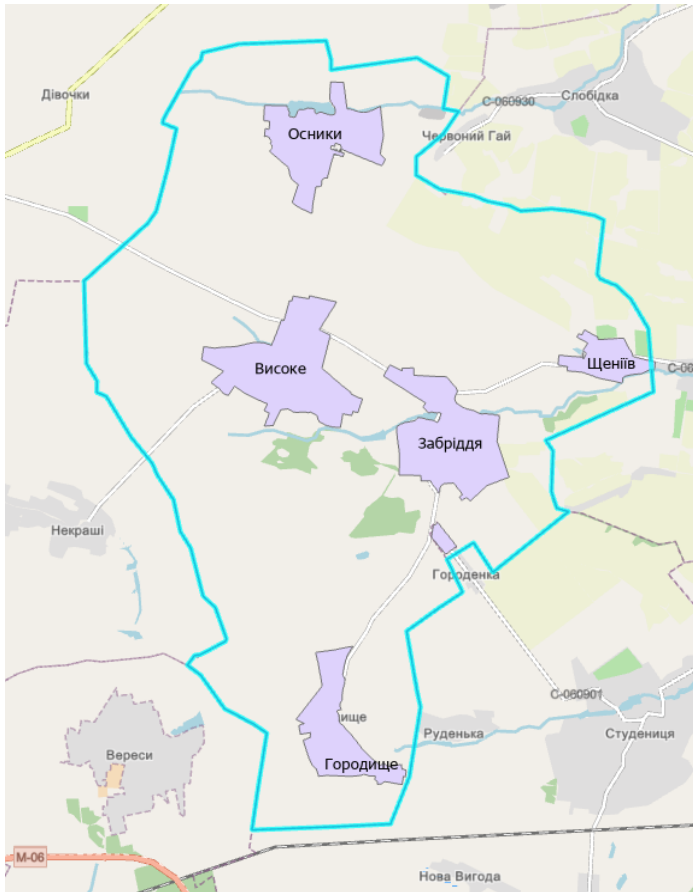 Дівочки
С-060930
Слобідка
Осники
Червоний Гай
Щеніїв
С-06
Високе
Забріддя
Некраші
Городенка
С-060901
ище
Руденька
Студениця
Вереси
Городище
М-06
Нова Вигода